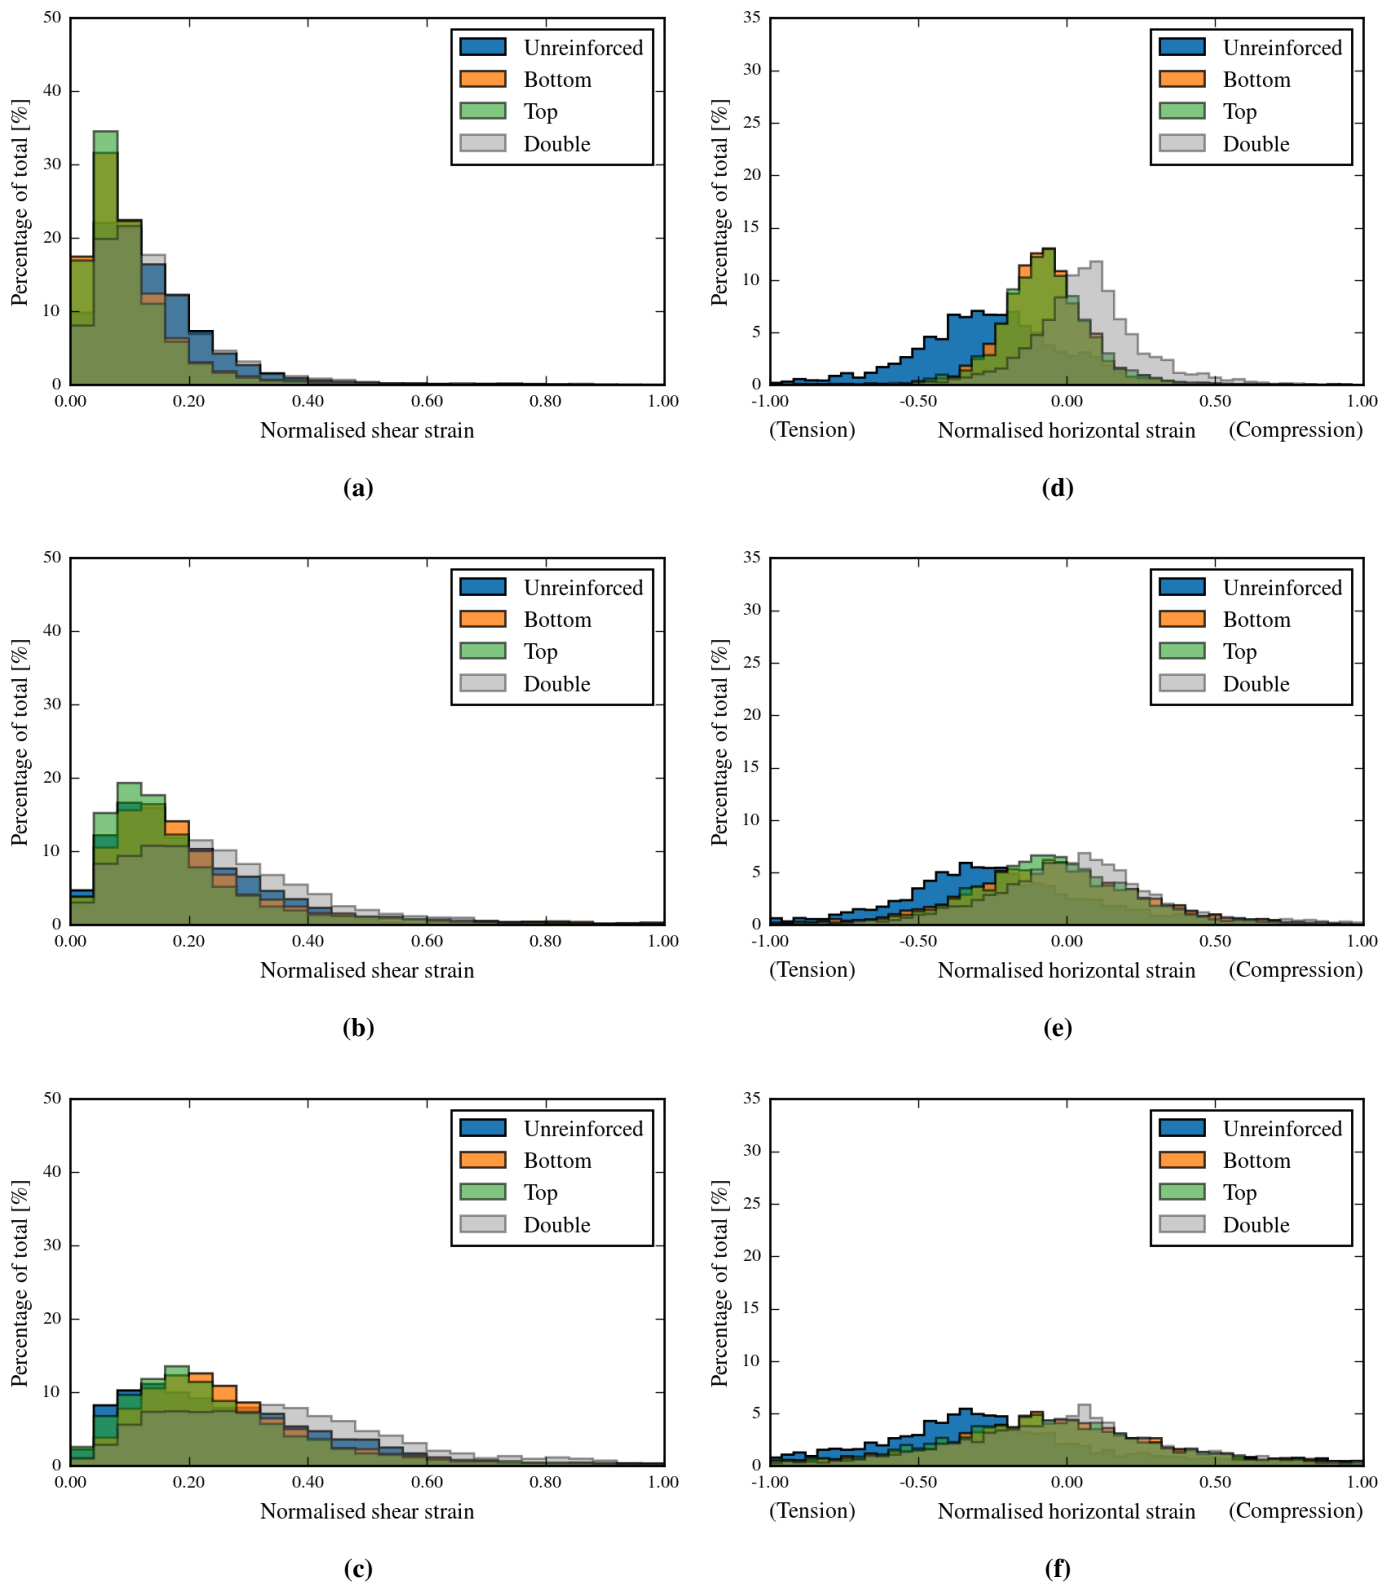 50
40
30
20
10
0
Percentage of total [%]
Unreinforced
Bottom
Top
Double
0.00 0.20 0.40 0.60 0.80 1.00
Normalised shear strain
(a)
35
30
25
20
15
10
5
0
Percentage of total [%]
Unreinforced
Bottom
Top
Double
-1.00 -0.50 0.00 0.50 1.00
(Tension) Normalised horizontal strain (Compression)
(d)
50
40
30
20
10
0
Percentage of total [%]
Unreinforced
Bottom
Top
Double
0.00 0.20 0.40 0.60 0.80 1.00
Normalised shear strain
(b)
35
30
25
20
15
10
5
0
Percentage of total [%]
Unreinforced
Bottom
Top
Double
-1.00 -0.50 0.00 0.50 1.00
(Tension) Normalised horizontal strain (Compression)
(e)
50
40
30
20
10
0
Percentage of total [%]
Unreinforced
Bottom
Top
Double
0.00 0.20 0.40 0.60 0.80 1.00
Normalised shear strain
(c)
35
30
25
20
15
10
5
0
Percentage of total [%]
Unreinforced
Bottom
Top
Double
-1.00 -0.50 0.00 0.50 1.00
(Tension) Normalised horizontal strain (Compression)
(f)